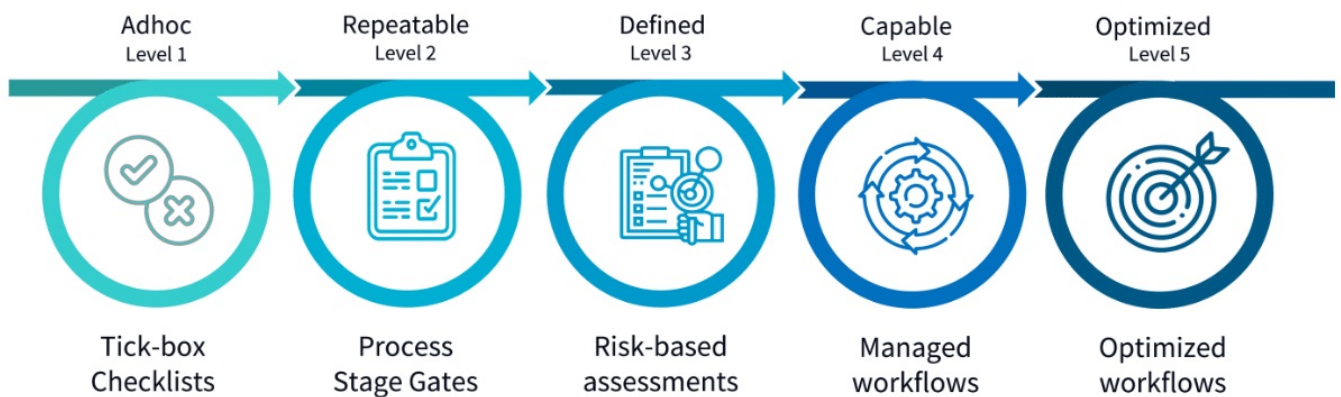 Adhoc
Level 1
Repeatable
Level 2
Defined
Level 3
Capable
Level 4
Optimized
Level 5
Tick-box
Checklists
Process
Stage Gates
Risk-based
assessments
Managed
workflows
Optimized
workflows